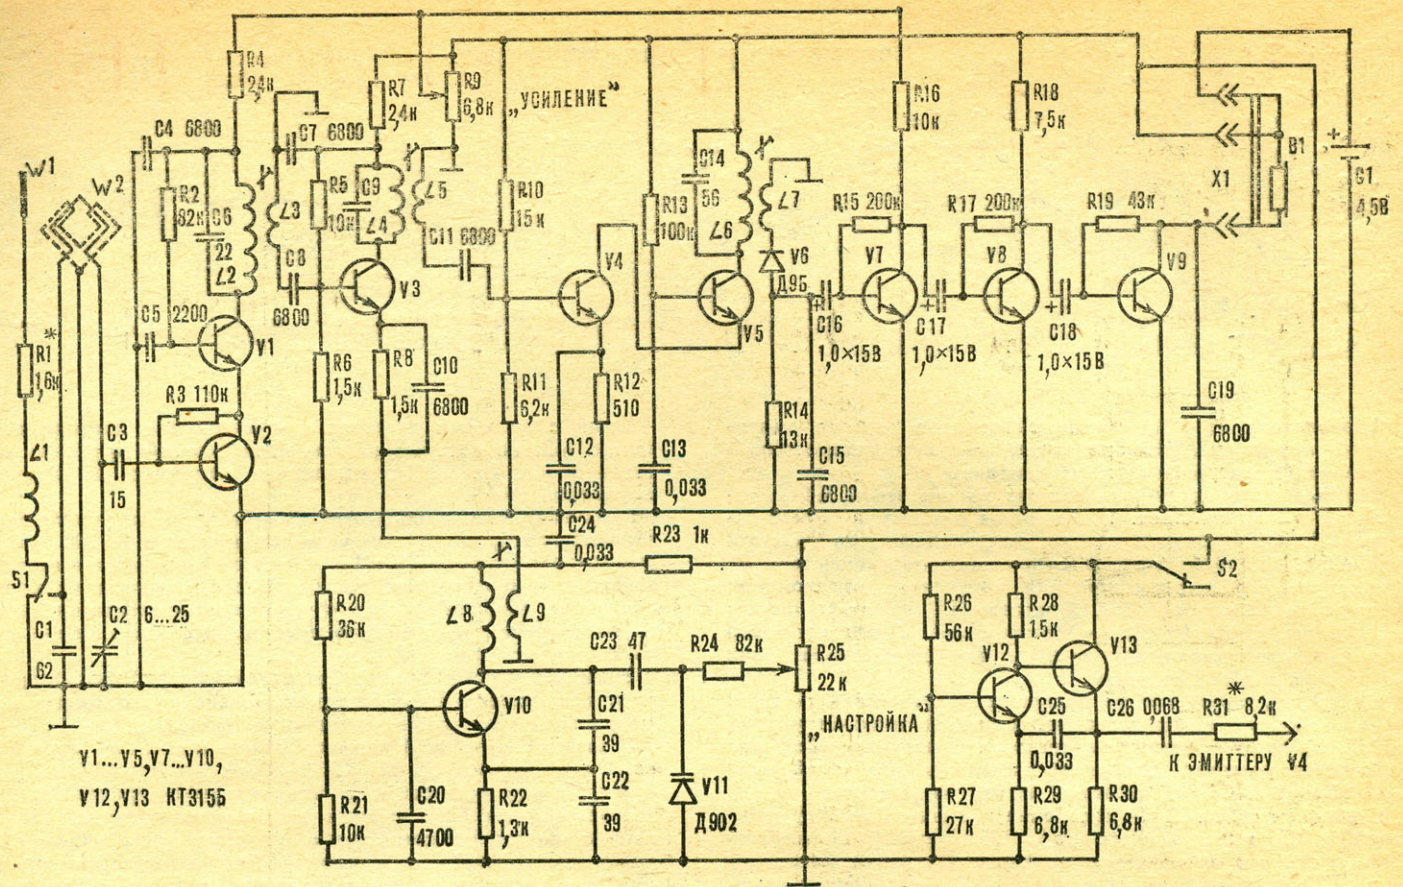 R4
2,4к
C4 6800
C7 6800
R7
2,4к
R9
6,8к
„УСИЛЕНИЕ”
R16
10к
R18
7,5к
W1
W2
R2
82к
C6
22
L2
L3
R5
10к
C9
L4
L5
R10
15к
R13
100к
C14
56
L6
L7
R15 200к
R17 200к
R19 43к
X1
B1
G1
4,5В
C5
2200
C8
6800
V3
C11 6800
V4
V5
V6
Д9Б
V7
V8
V9
C16
1,0×15В
C17
1,0×15В
C18
1,0×15В
R1*
1,6к
V1
R3 110к
V2
R6
1,5к
R8
1,5к
C10
6800
R11
6,2к
R12
510
R14
13к
C15
6800
C19
6800
L1
C3
15
C12
0,033
C13
0,033
C24
0,033
R23 1к
S1
C1
62
C2
6...25
R20
36к
L8
L9
S2
C23 47
R24 82к
R25
22к
„НАСТРОЙКА”
R26
56к
R28
1,5к
V12
V13
V10
C21
39
C22
39
V11
Д902
C25
0,033
C26 0,068
R31* 8,2к
К ЭМИТТЕРУ V4
V1...V5,V7...V10,
V12,V13 КТ315Б
R21
10к
C20
4700
R22
1,3к
R27
27к
R29
6,8к
R30
6,8к